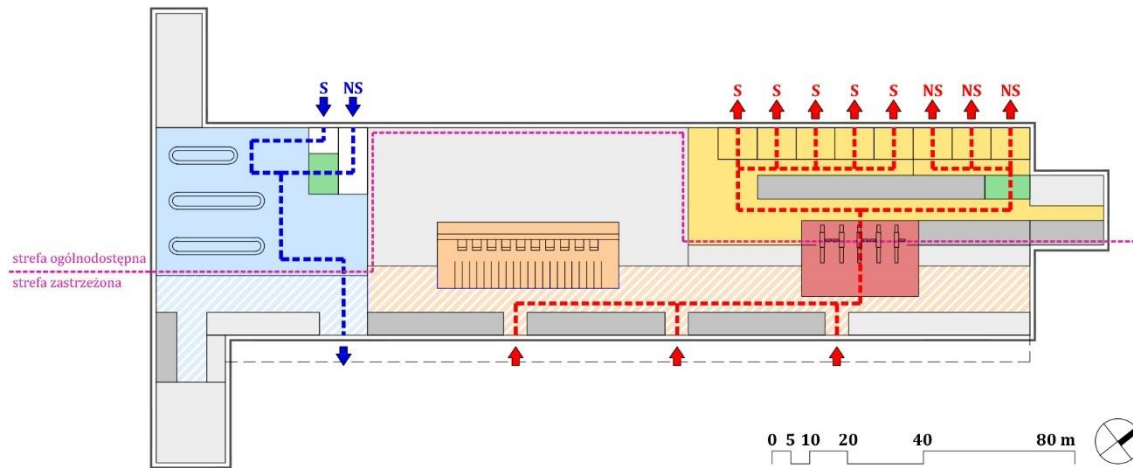 S NS S S S S S NS NS NS
strefa ogólnodostępna
strefa zastrzeżona
0 5 10 20 40 80 m